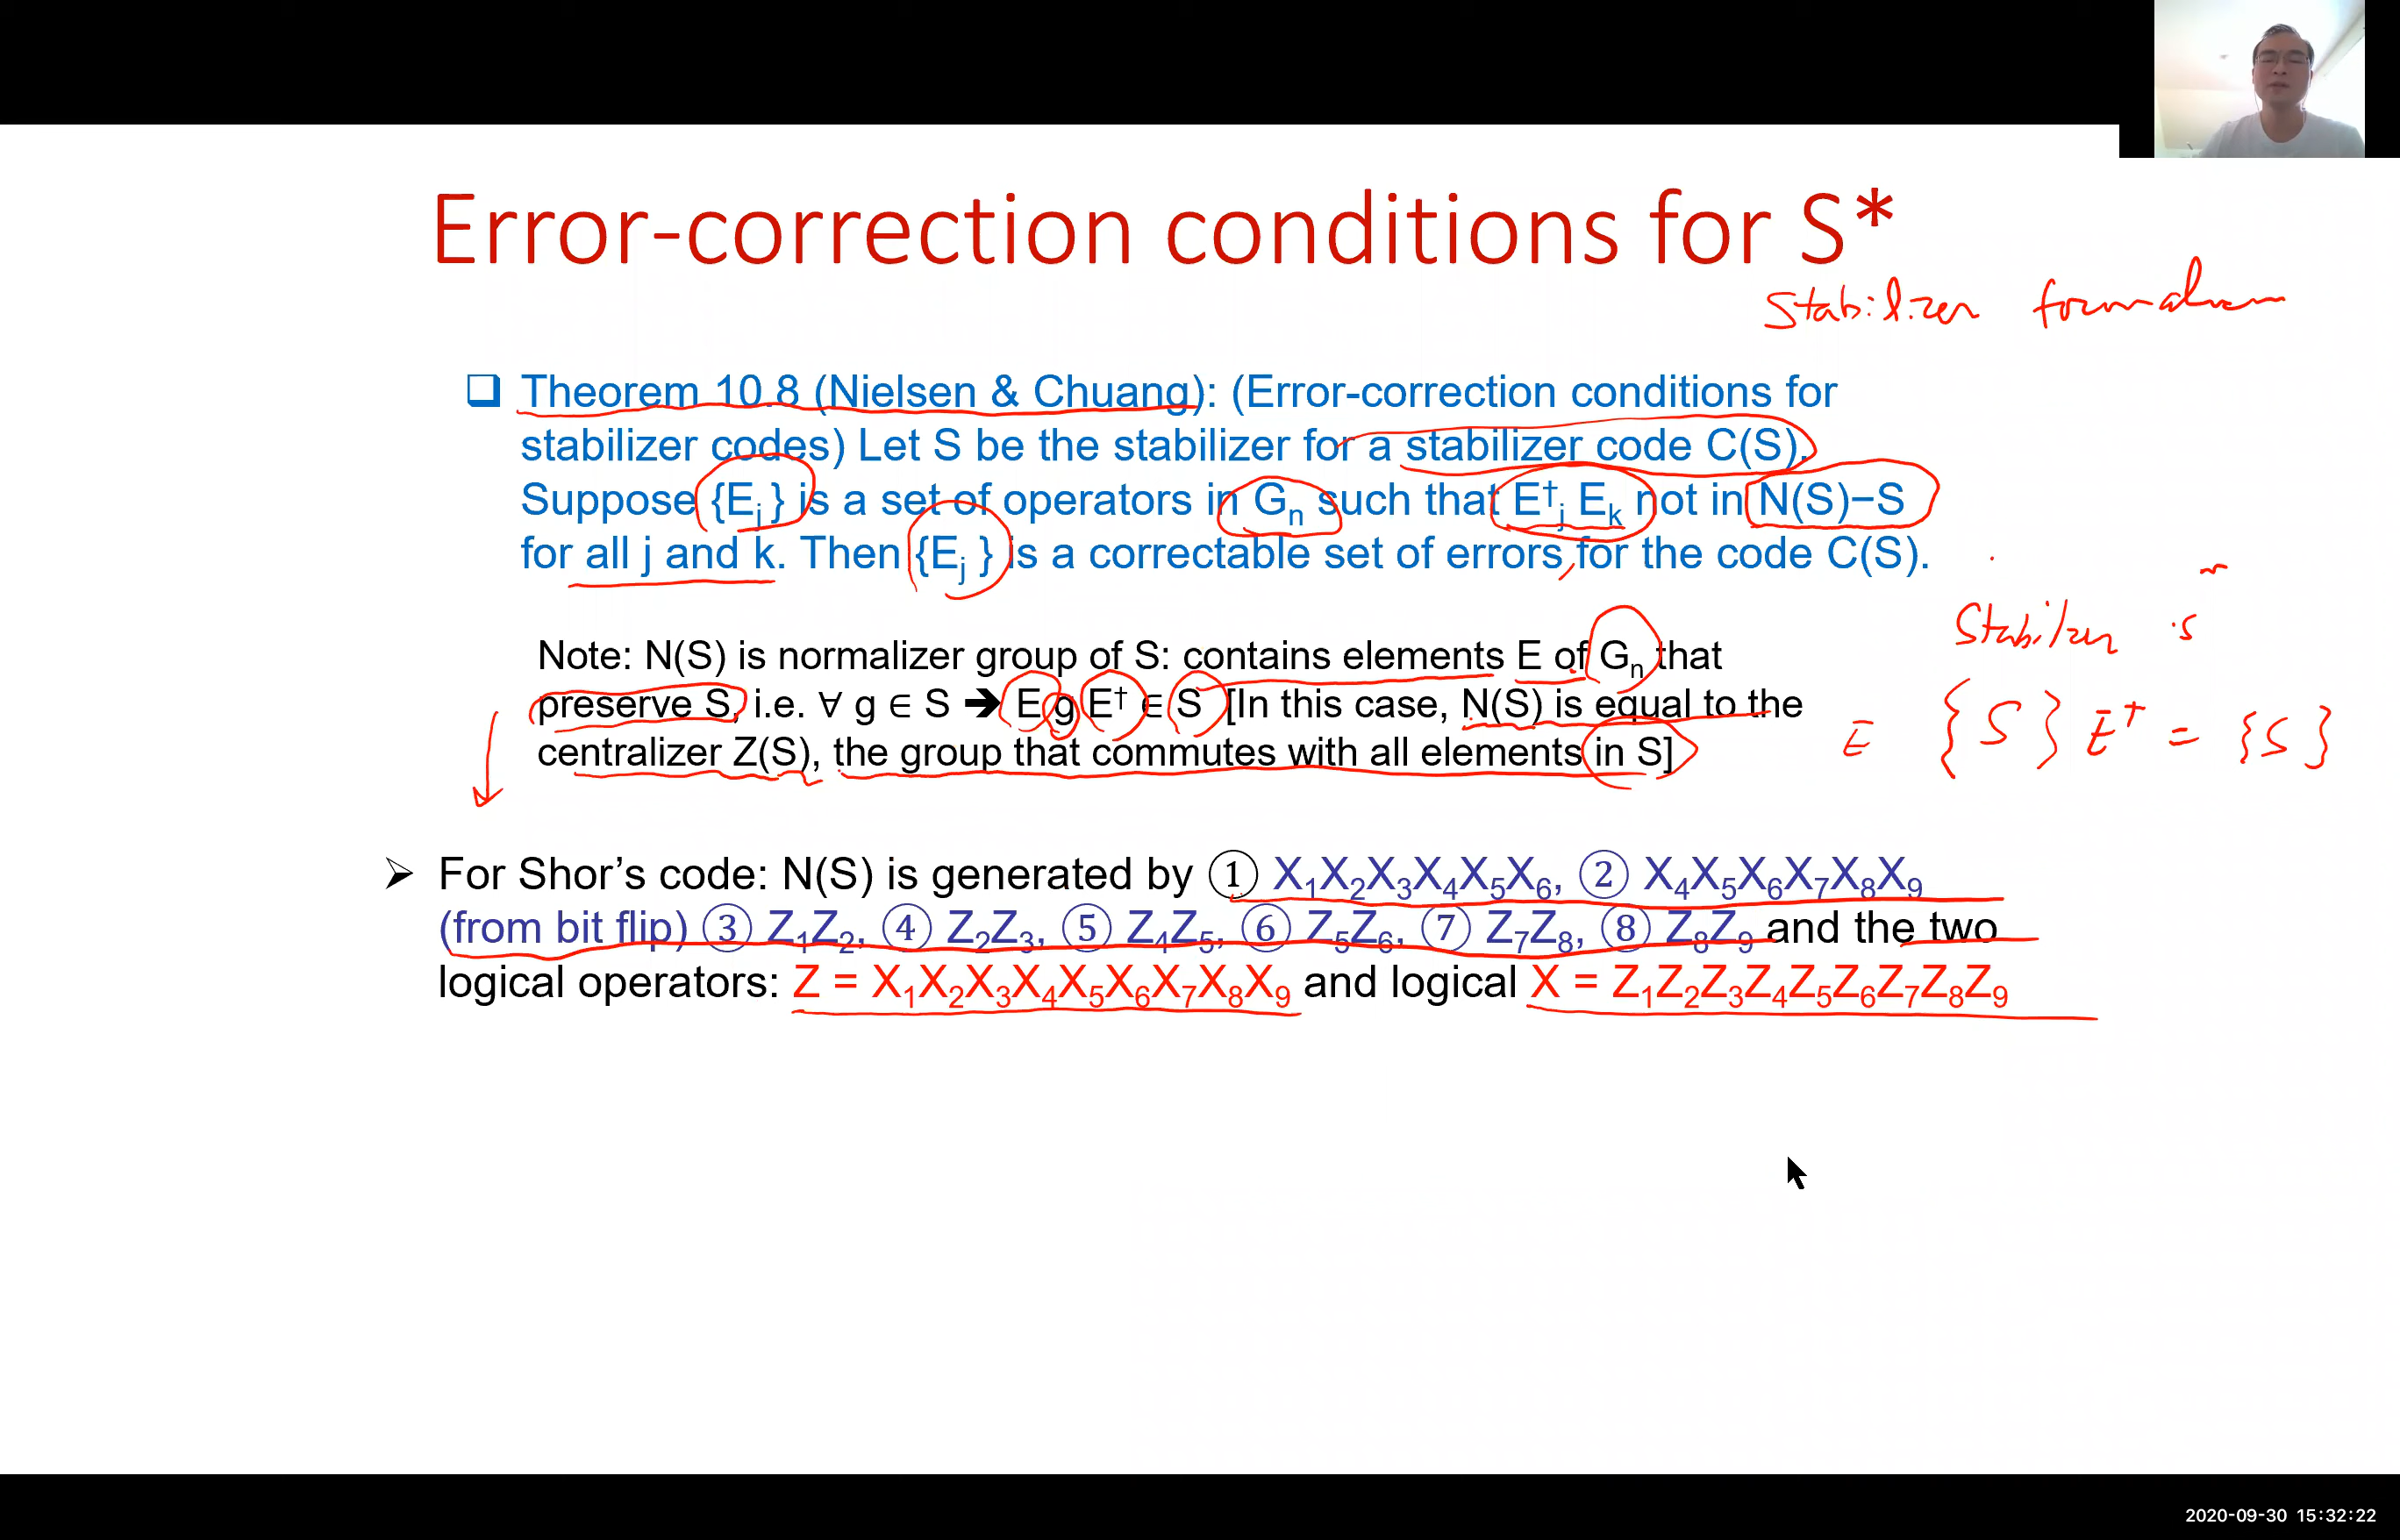 Error-correction conditions for S*
Stabilizer formalism
❑ Theorem 10.8 (Nielsen & Chuang): (Error-correction conditions for
stabilizer codes) Let S be the stabilizer for a stabilizer code C(S).
Suppose {Eⱼ} is a set of operators in Gₙ such that E†ⱼ Eₖ not in N(S)−S
for all j and k. Then {Eⱼ } is a correctable set of errors for the code C(S).
Note: N(S) is normalizer group of S: contains elements E of Gₙ that
preserve S, i.e. ∀ g ∈ S ➔ E g E† ∈ S [In this case, N(S) is equal to the
centralizer Z(S), the group that commutes with all elements in S]
Stabilizer is
E {S} E† = {S}
➢ For Shor’s code: N(S) is generated by ① X₁X₂X₃X₄X₅X₆, ② X₄X₅X₆X₇X₈X₉
(from bit flip) ③ Z₁Z₂, ④ Z₂Z₃, ⑤ Z₄Z₅, ⑥ Z₅Z₆, ⑦ Z₇Z₈, ⑧ Z₈Z₉ and the two
logical operators: Z = X₁X₂X₃X₄X₅X₆X₇X₈X₉ and logical X = Z₁Z₂Z₃Z₄Z₅Z₆Z₇Z₈Z₉
2020-09-30 15:32:22